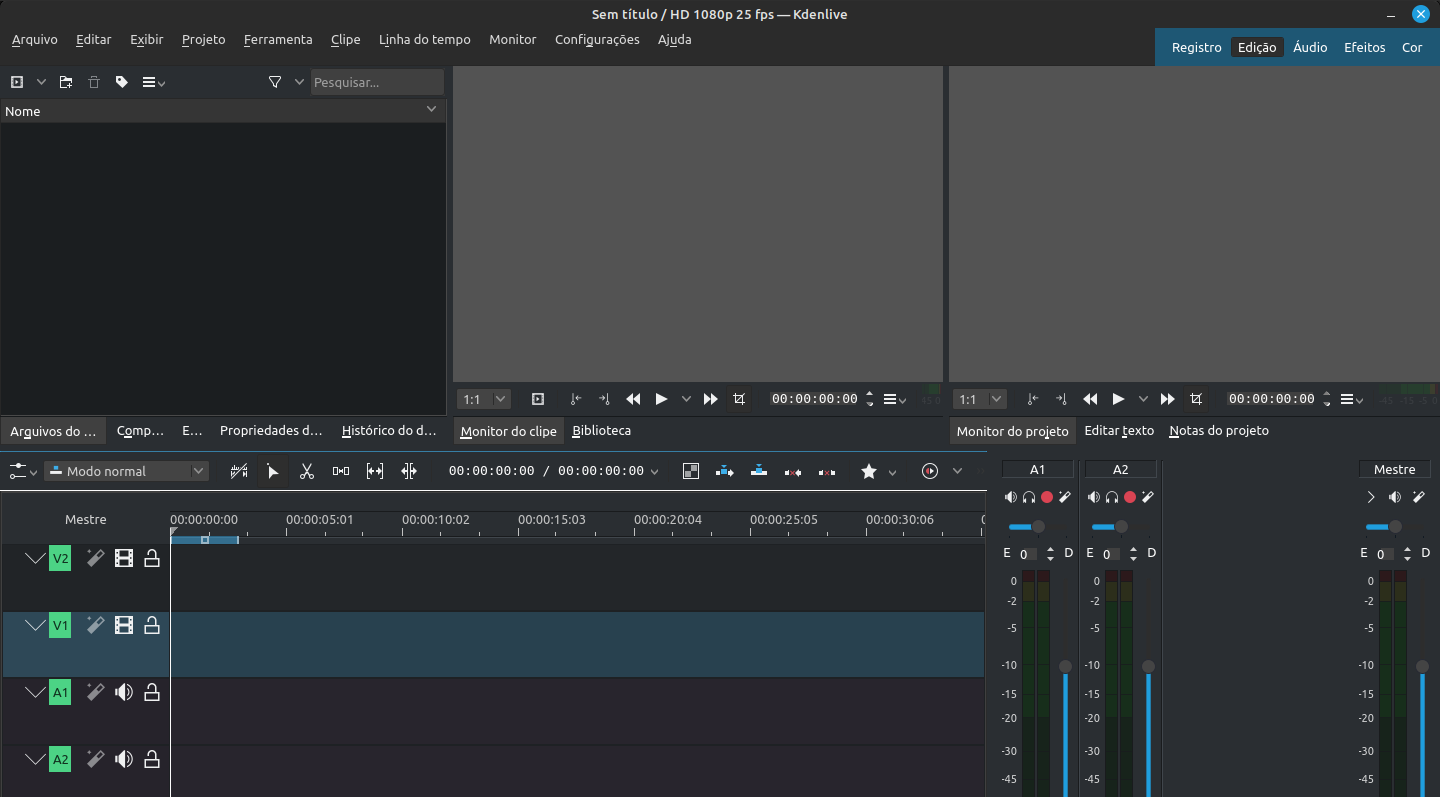 Sem título / HD 1080p 25 fps — Kdenlive
Arquivo Editar Exibir Projeto Ferramenta Clipe Linha do tempo Monitor Configurações Ajuda
Registro Edição Áudio Efeitos Cor
Pesquisar...
Nome
1:1 00:00:00:00
1:1 00:00:00:00
Arquivos do ... Comp... E... Propriedades d... Histórico do d...
Monitor do clipe Biblioteca
Monitor do projeto Editar texto Notas do projeto
Modo normal 00:00:00:00 / 00:00:00:00
Mestre 00:00:00:00 00:00:05:01 00:00:10:02 00:00:15:03 00:00:20:04 00:00:25:05 00:00:30:06
V2
V1
A1
A2
A1 A2 Mestre
E 0 D E 0 D E 0 D
0 0 0
-2 -2 -2
-5 -5 -5
-10 -10 -10
-15 -15 -15
-20 -20 -20
-30 -30 -30
-45 -45 -45